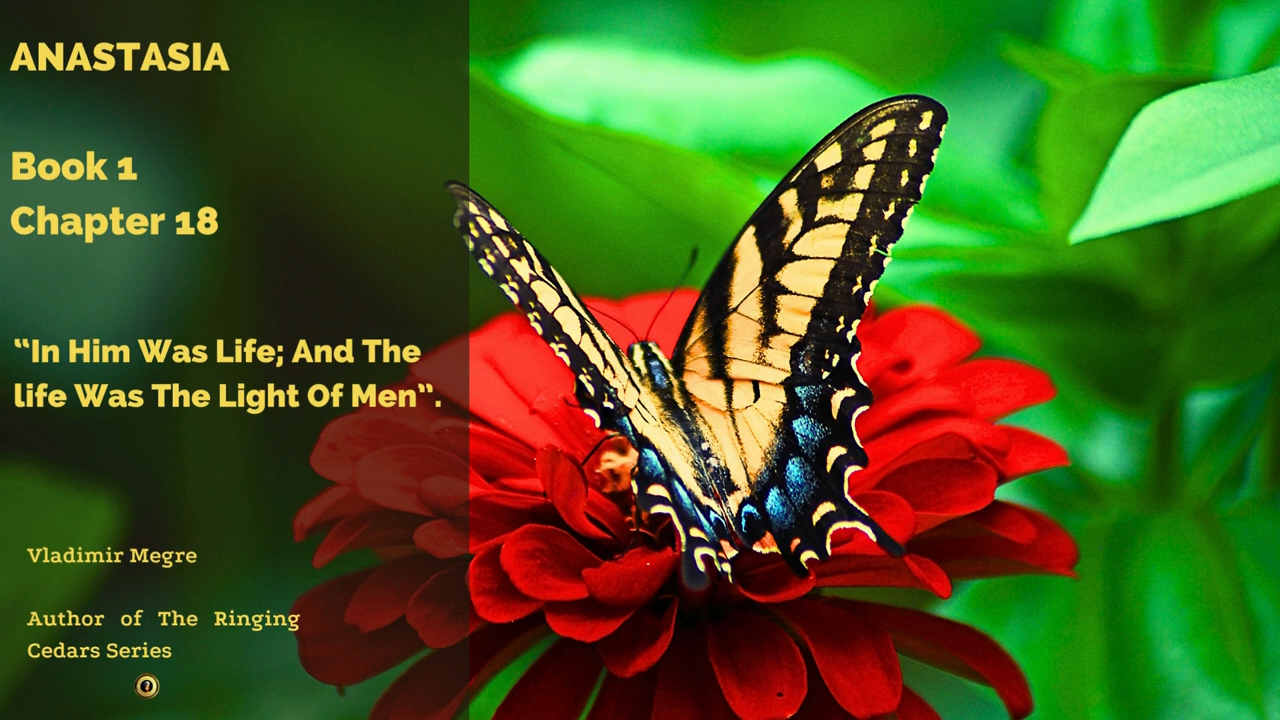 ANASTASIA
Book 1
Chapter 18
“In Him Was Life; And The
life Was The Light Of Men”.
Vladimir Megre
Author of The Ringing
Cedars Series